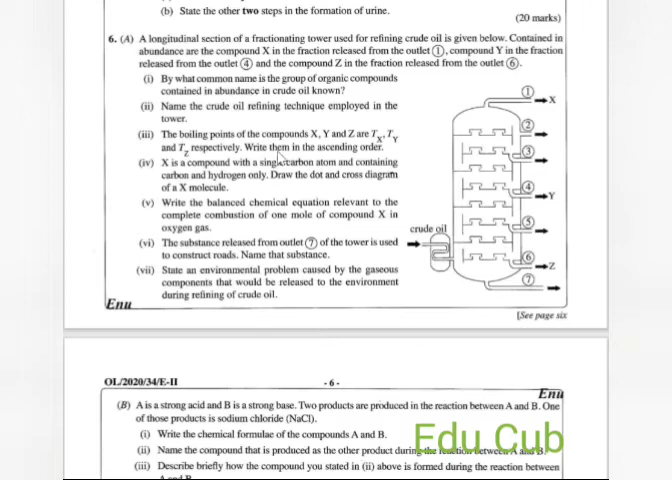 (b) State the other two steps in the formation of urine.
(20 marks)
6. (A) A longitudinal section of a fractionating tower used for refining crude oil is given below. Contained in
abundance are the compound X in the fraction released from the outlet ①, compound Y in the fraction
released from the outlet ④ and the compound Z in the fraction released from the outlet ⑥.
(i) By what common name is the group of organic compounds
contained in abundance in crude oil known?
(ii) Name the crude oil refining technique employed in the
tower.
(iii) The boiling points of the compounds X, Y and Z are TX, TY
and TZ respectively. Write them in the ascending order.
(iv) X is a compound with a single carbon atom and containing
carbon and hydrogen only. Draw the dot and cross diagram
of a X molecule.
(v) Write the balanced chemical equation relevant to the
complete combustion of one mole of compound X in
oxygen gas.
(vi) The substance released from outlet ⑦ of the tower is used
to construct roads. Name that substance.
(vii) State an environmental problem caused by the gaseous
components that would be released to the environment
during refining of crude oil.
①
X
②
③
④
Y
⑤
crude oil
⑥
Z
⑦
Enu
[See page six
OL/2020/34/E-II
- 6 -
Enu
(B) A is a strong acid and B is a strong base. Two products are produced in the reaction between A and B. One
of those products is sodium chloride (NaCl).
(i) Write the chemical formulae of the compounds A and B.
(ii) Name the compound that is produced as the other product during the reaction between A and B.
(iii) Describe briefly how the compound you stated in (ii) above is formed during the reaction between
A and B.
Edu Cub